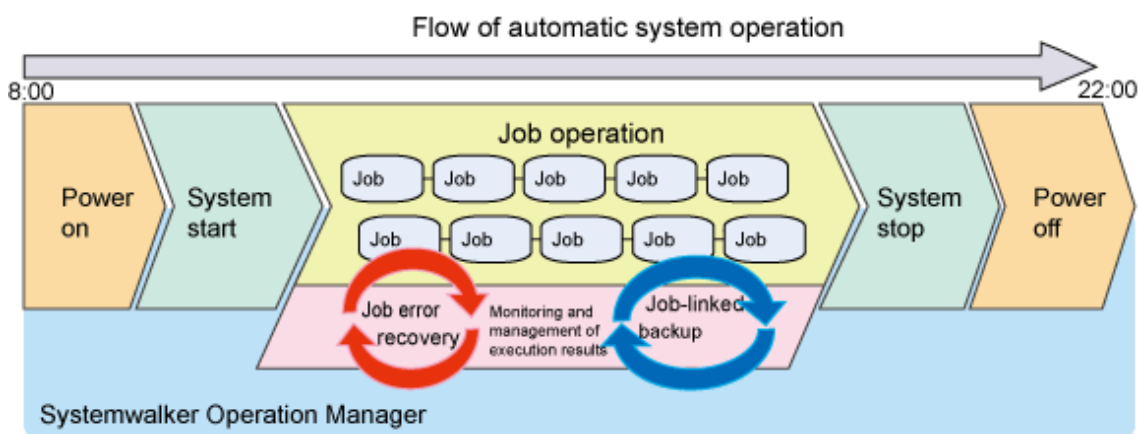 Flow of automatic system operation
8:00
22:00
Power
on
System
start
Job operation
Job Job Job Job Job
Job Job Job Job Job
System
stop
Power
off
Job error
recovery
Monitoring and
management of
execution results
Job-linked
backup
Systemwalker Operation Manager